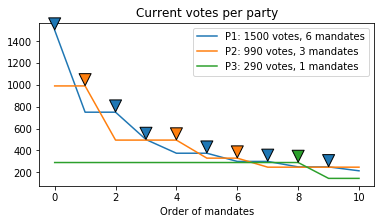 Current votes per party
P1: 1500 votes, 6 mandates
P2: 990 votes, 3 mandates
P3: 290 votes, 1 mandates
1400
1200
1000
800
600
400
200
0 2 4 6 8 10
Order of mandates